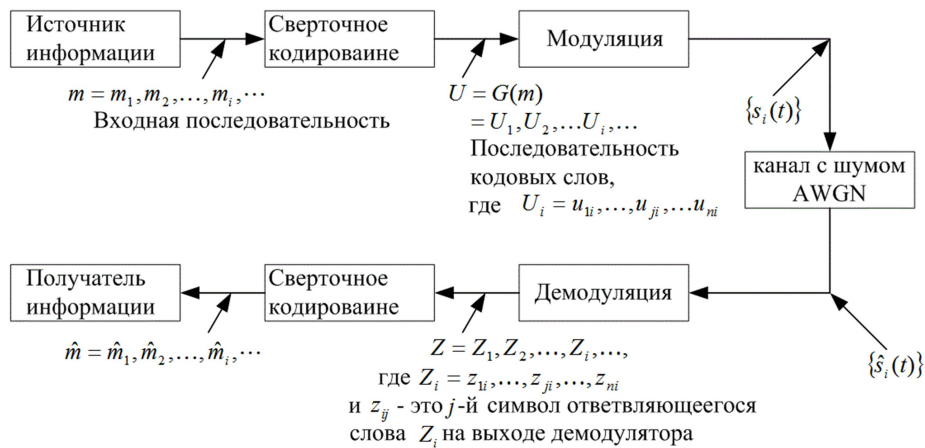 Источник
информации
Сверточное
кодироваине
Модуляция
m = m₁, m₂, …, mᵢ, ⋯
Входная последовательность
U = G(m)
= U₁, U₂, …Uᵢ, …
Последовательность
кодовых слов,
где Uᵢ = u₁ᵢ, …, uⱼᵢ, …uₙᵢ
{sᵢ(t)}
канал с шумом
AWGN
Получатель
информации
Сверточное
кодироваине
Демодуляция
m̂ = m̂₁, m̂₂, …, m̂ᵢ, ⋯
Z = Z₁, Z₂, …, Zᵢ, …,
где Zᵢ = z₁ᵢ, …, zⱼᵢ, …, zₙᵢ
и zᵢⱼ - это j-й символ ответвляющеегося
слова Zᵢ на выходе демодулятора
{ŝᵢ(t)}